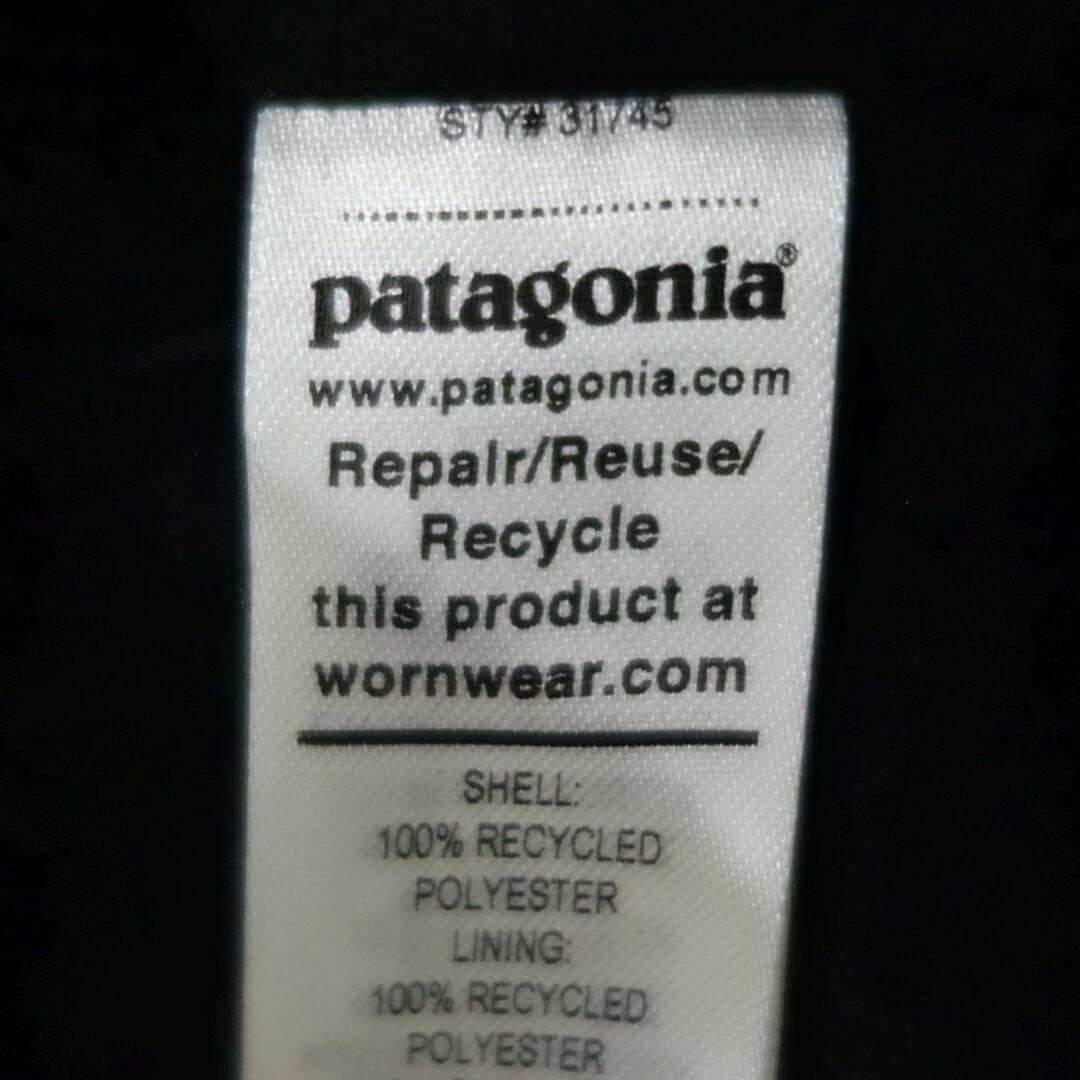 STY# 31745
patagonia®
www.patagonia.com
Repair/Reuse/
Recycle
this product at
wornwear.com
SHELL:
100% RECYCLED
POLYESTER
LINING:
100% RECYCLED
POLYESTER